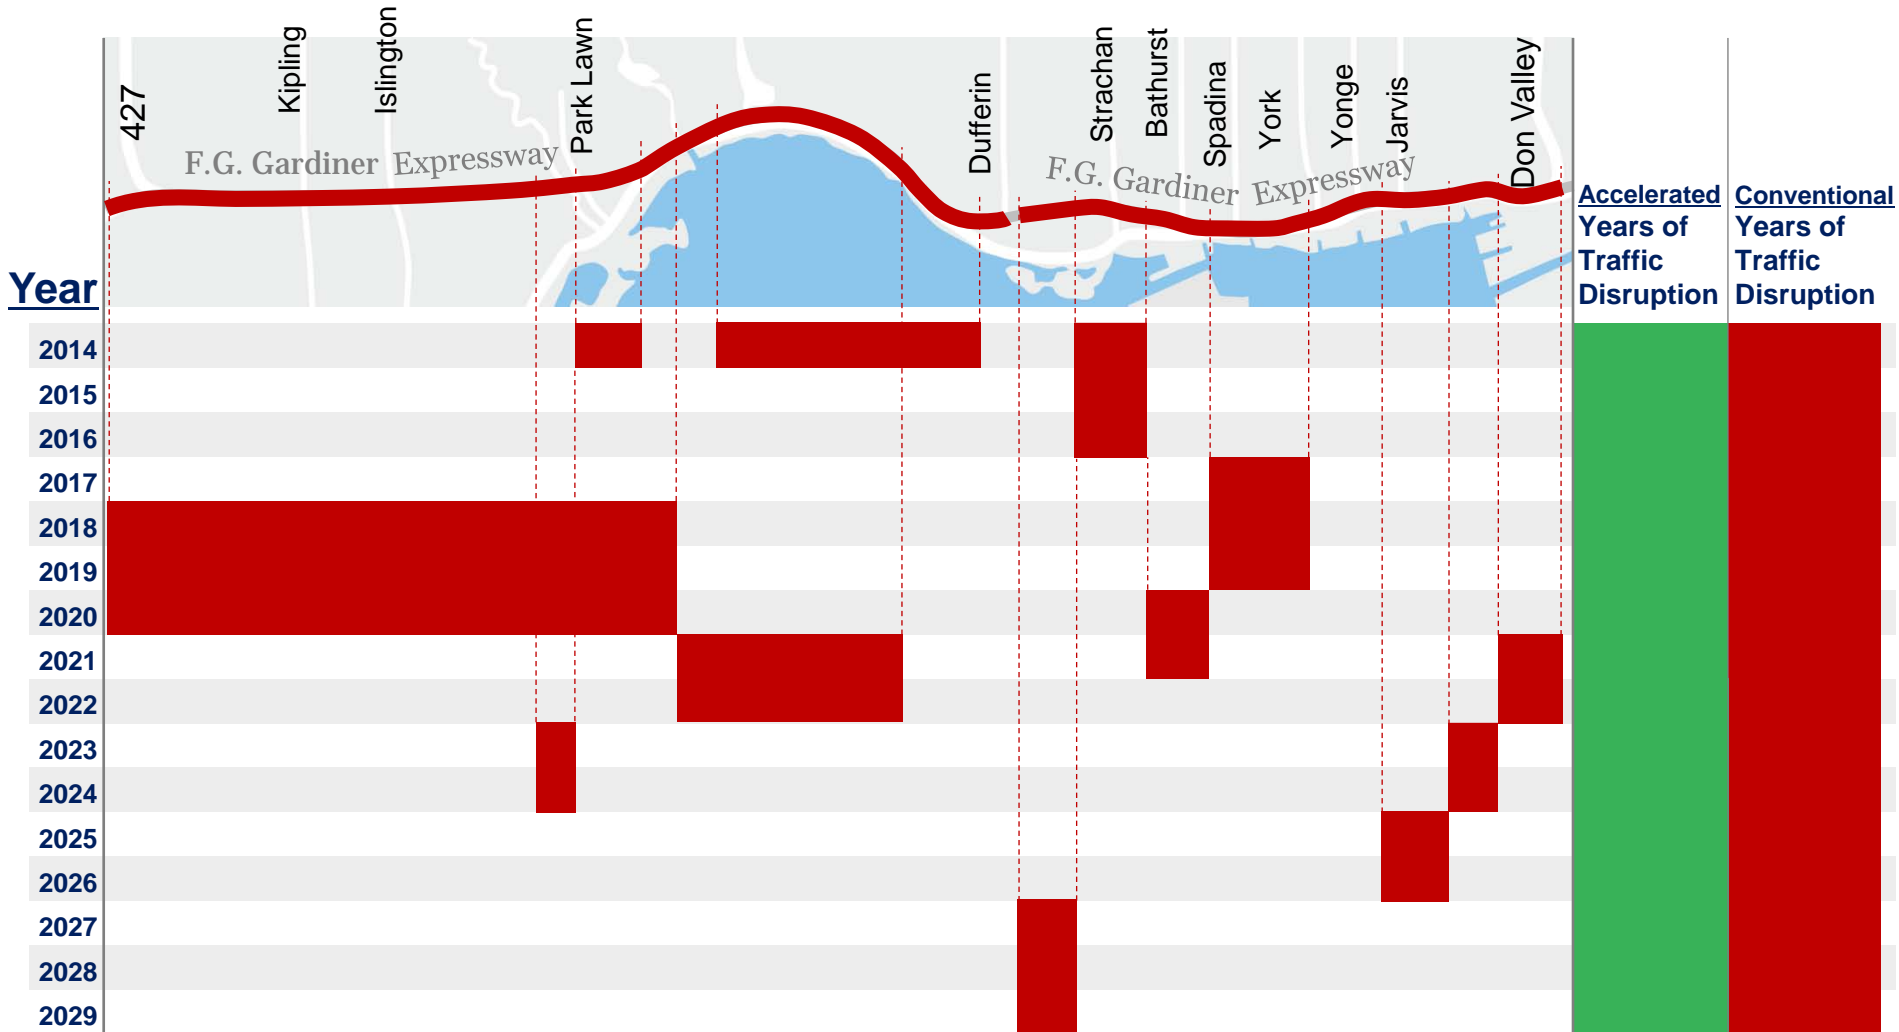 427
Kipling
Islington
Park Lawn
Dufferin
Strachan
Bathurst
Spadina
York
Yonge
Jarvis
Don Valley
F.G. Gardiner Expressway
F.G. Gardiner Expressway
Accelerated
Years of
Traffic
Disruption
Conventional
Years of
Traffic
Disruption
Year
2014
2015
2016
2017
2018
2019
2020
2021
2022
2023
2024
2025
2026
2027
2028
2029